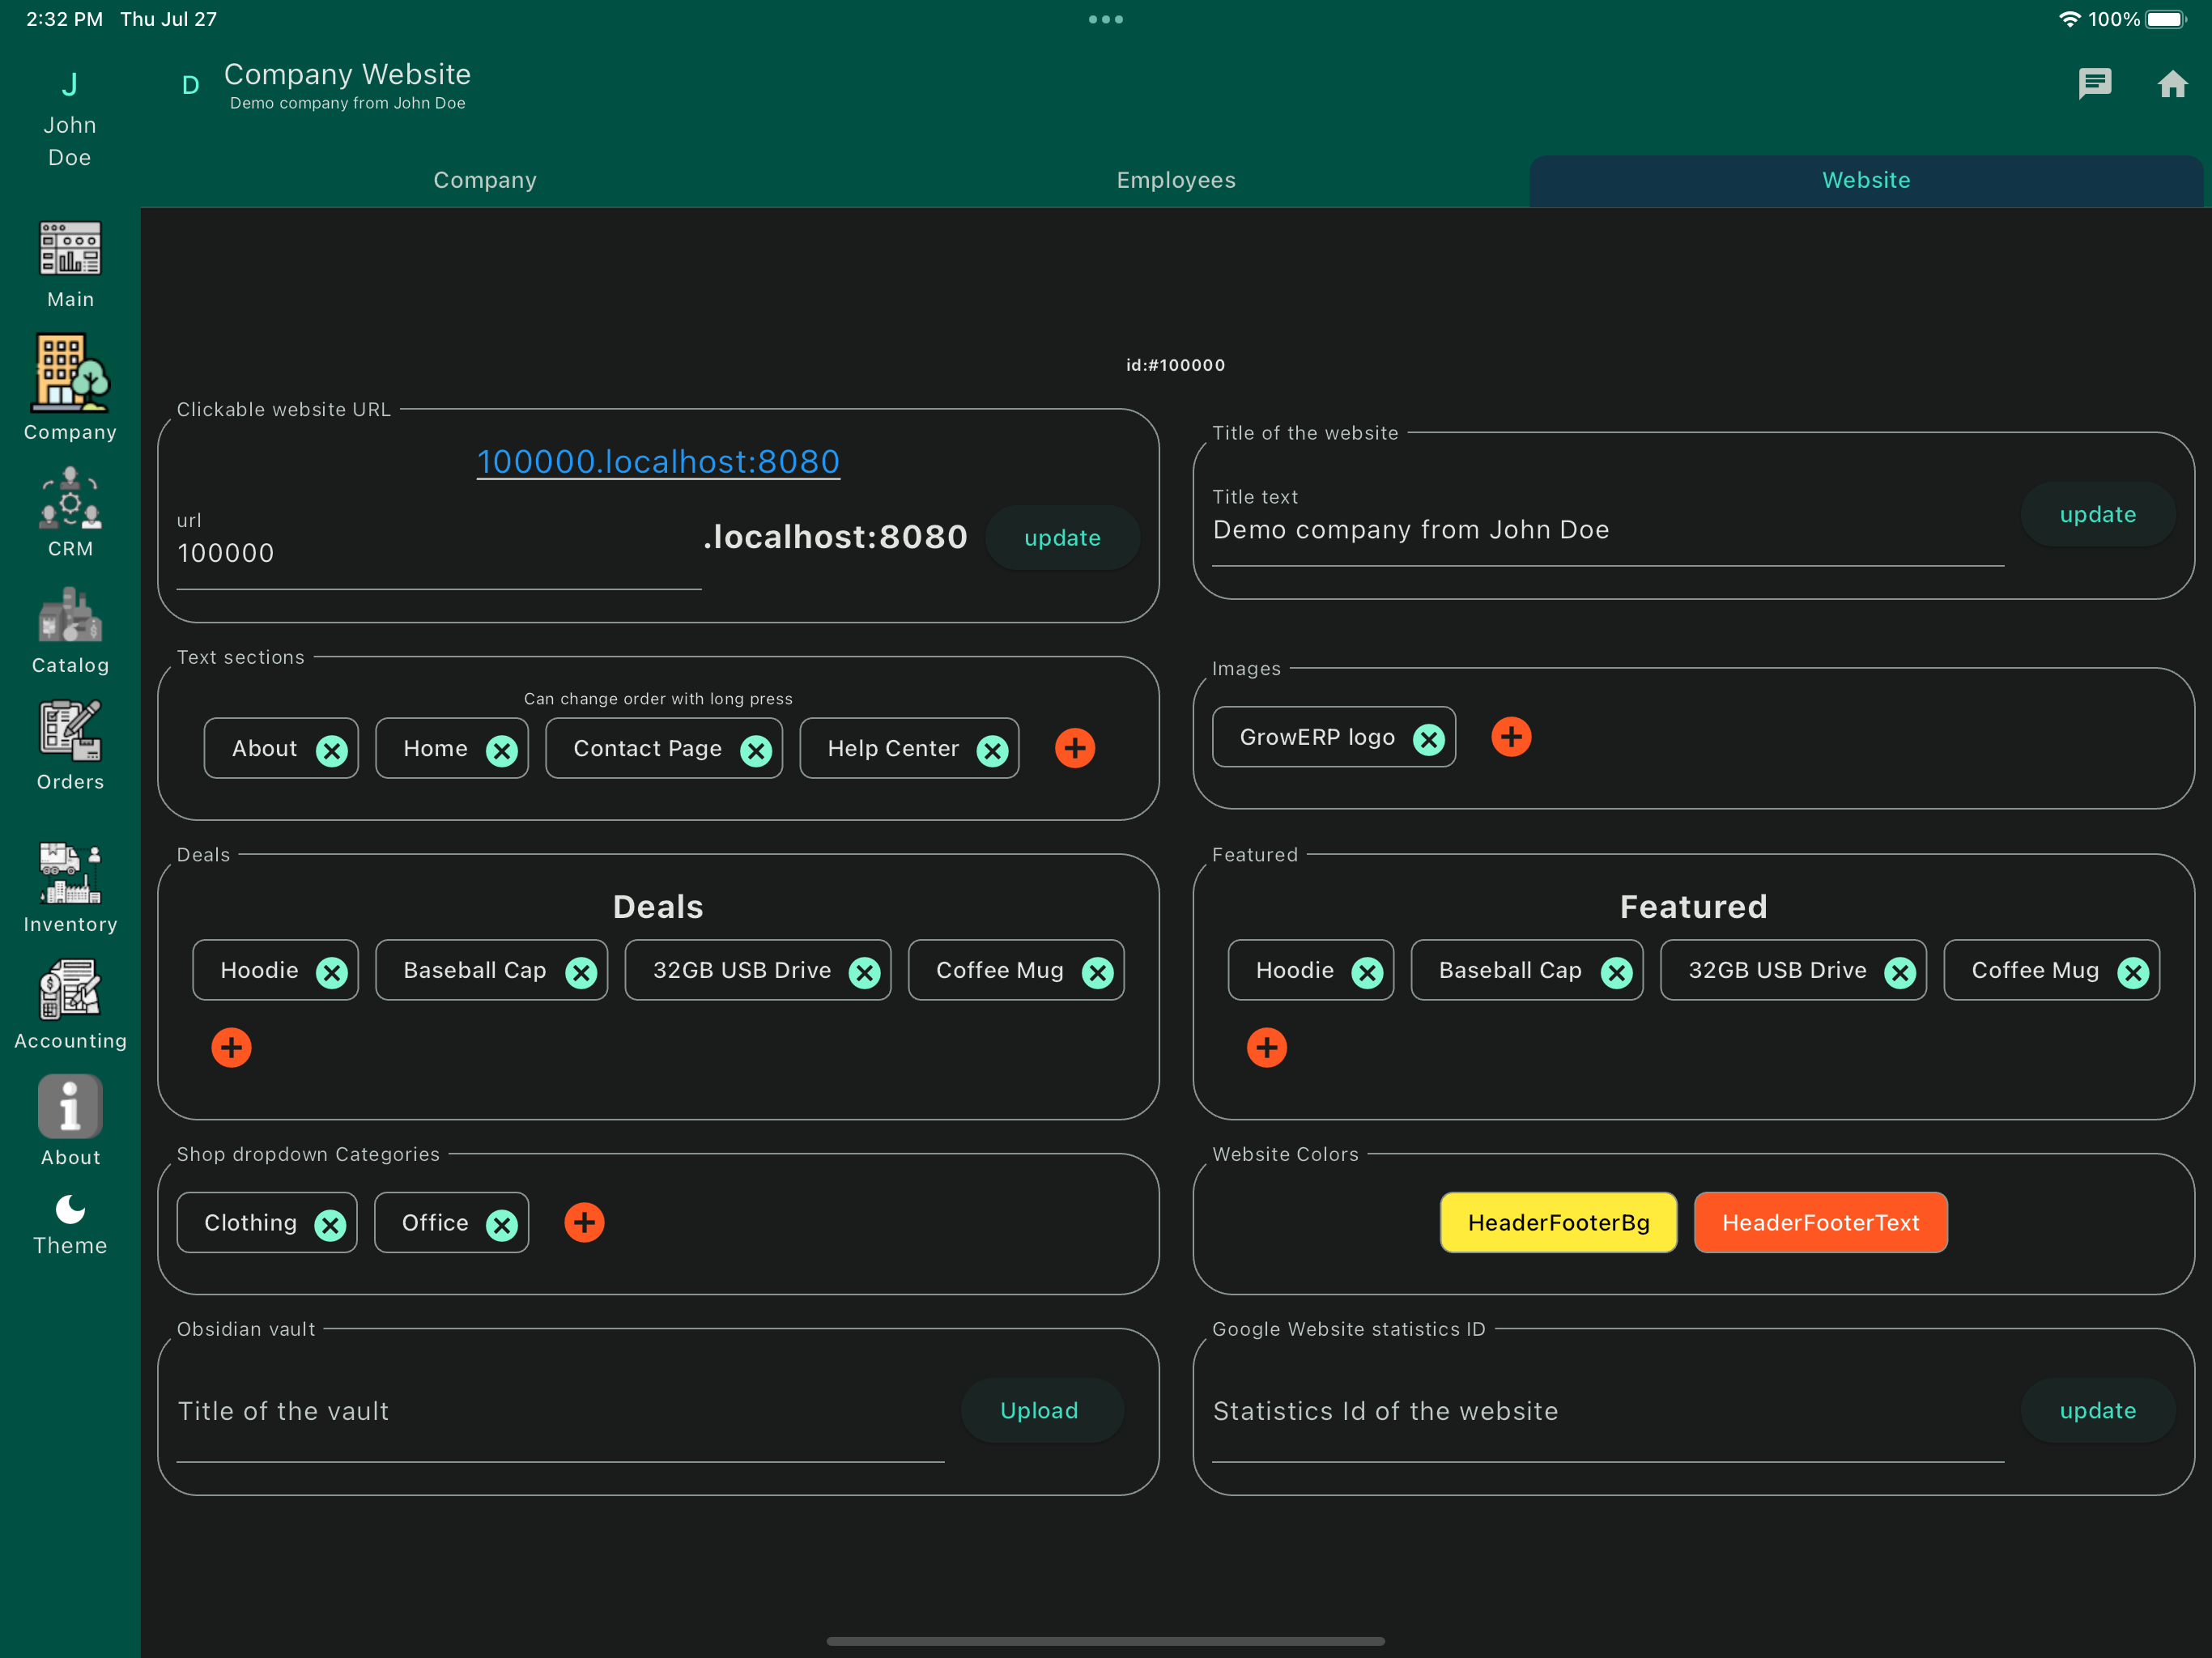 2:32 PM Thu Jul 27
100%
J
John
Doe
D
Company Website
Demo company from John Doe
Company
Employees
Website
Main
Company
CRM
Catalog
Orders
Inventory
Accounting
About
Theme
id:#100000
Clickable website URL
100000.localhost:8080
url
100000
.localhost:8080
update
Title of the website
Title text
Demo company from John Doe
update
Text sections
Can change order with long press
About
Home
Contact Page
Help Center
Images
GrowERP logo
Deals
Deals
Hoodie
Baseball Cap
32GB USB Drive
Coffee Mug
Featured
Featured
Hoodie
Baseball Cap
32GB USB Drive
Coffee Mug
Shop dropdown Categories
Clothing
Office
Website Colors
HeaderFooterBg
HeaderFooterText
Obsidian vault
Title of the vault
Upload
Google Website statistics ID
Statistics Id of the website
update